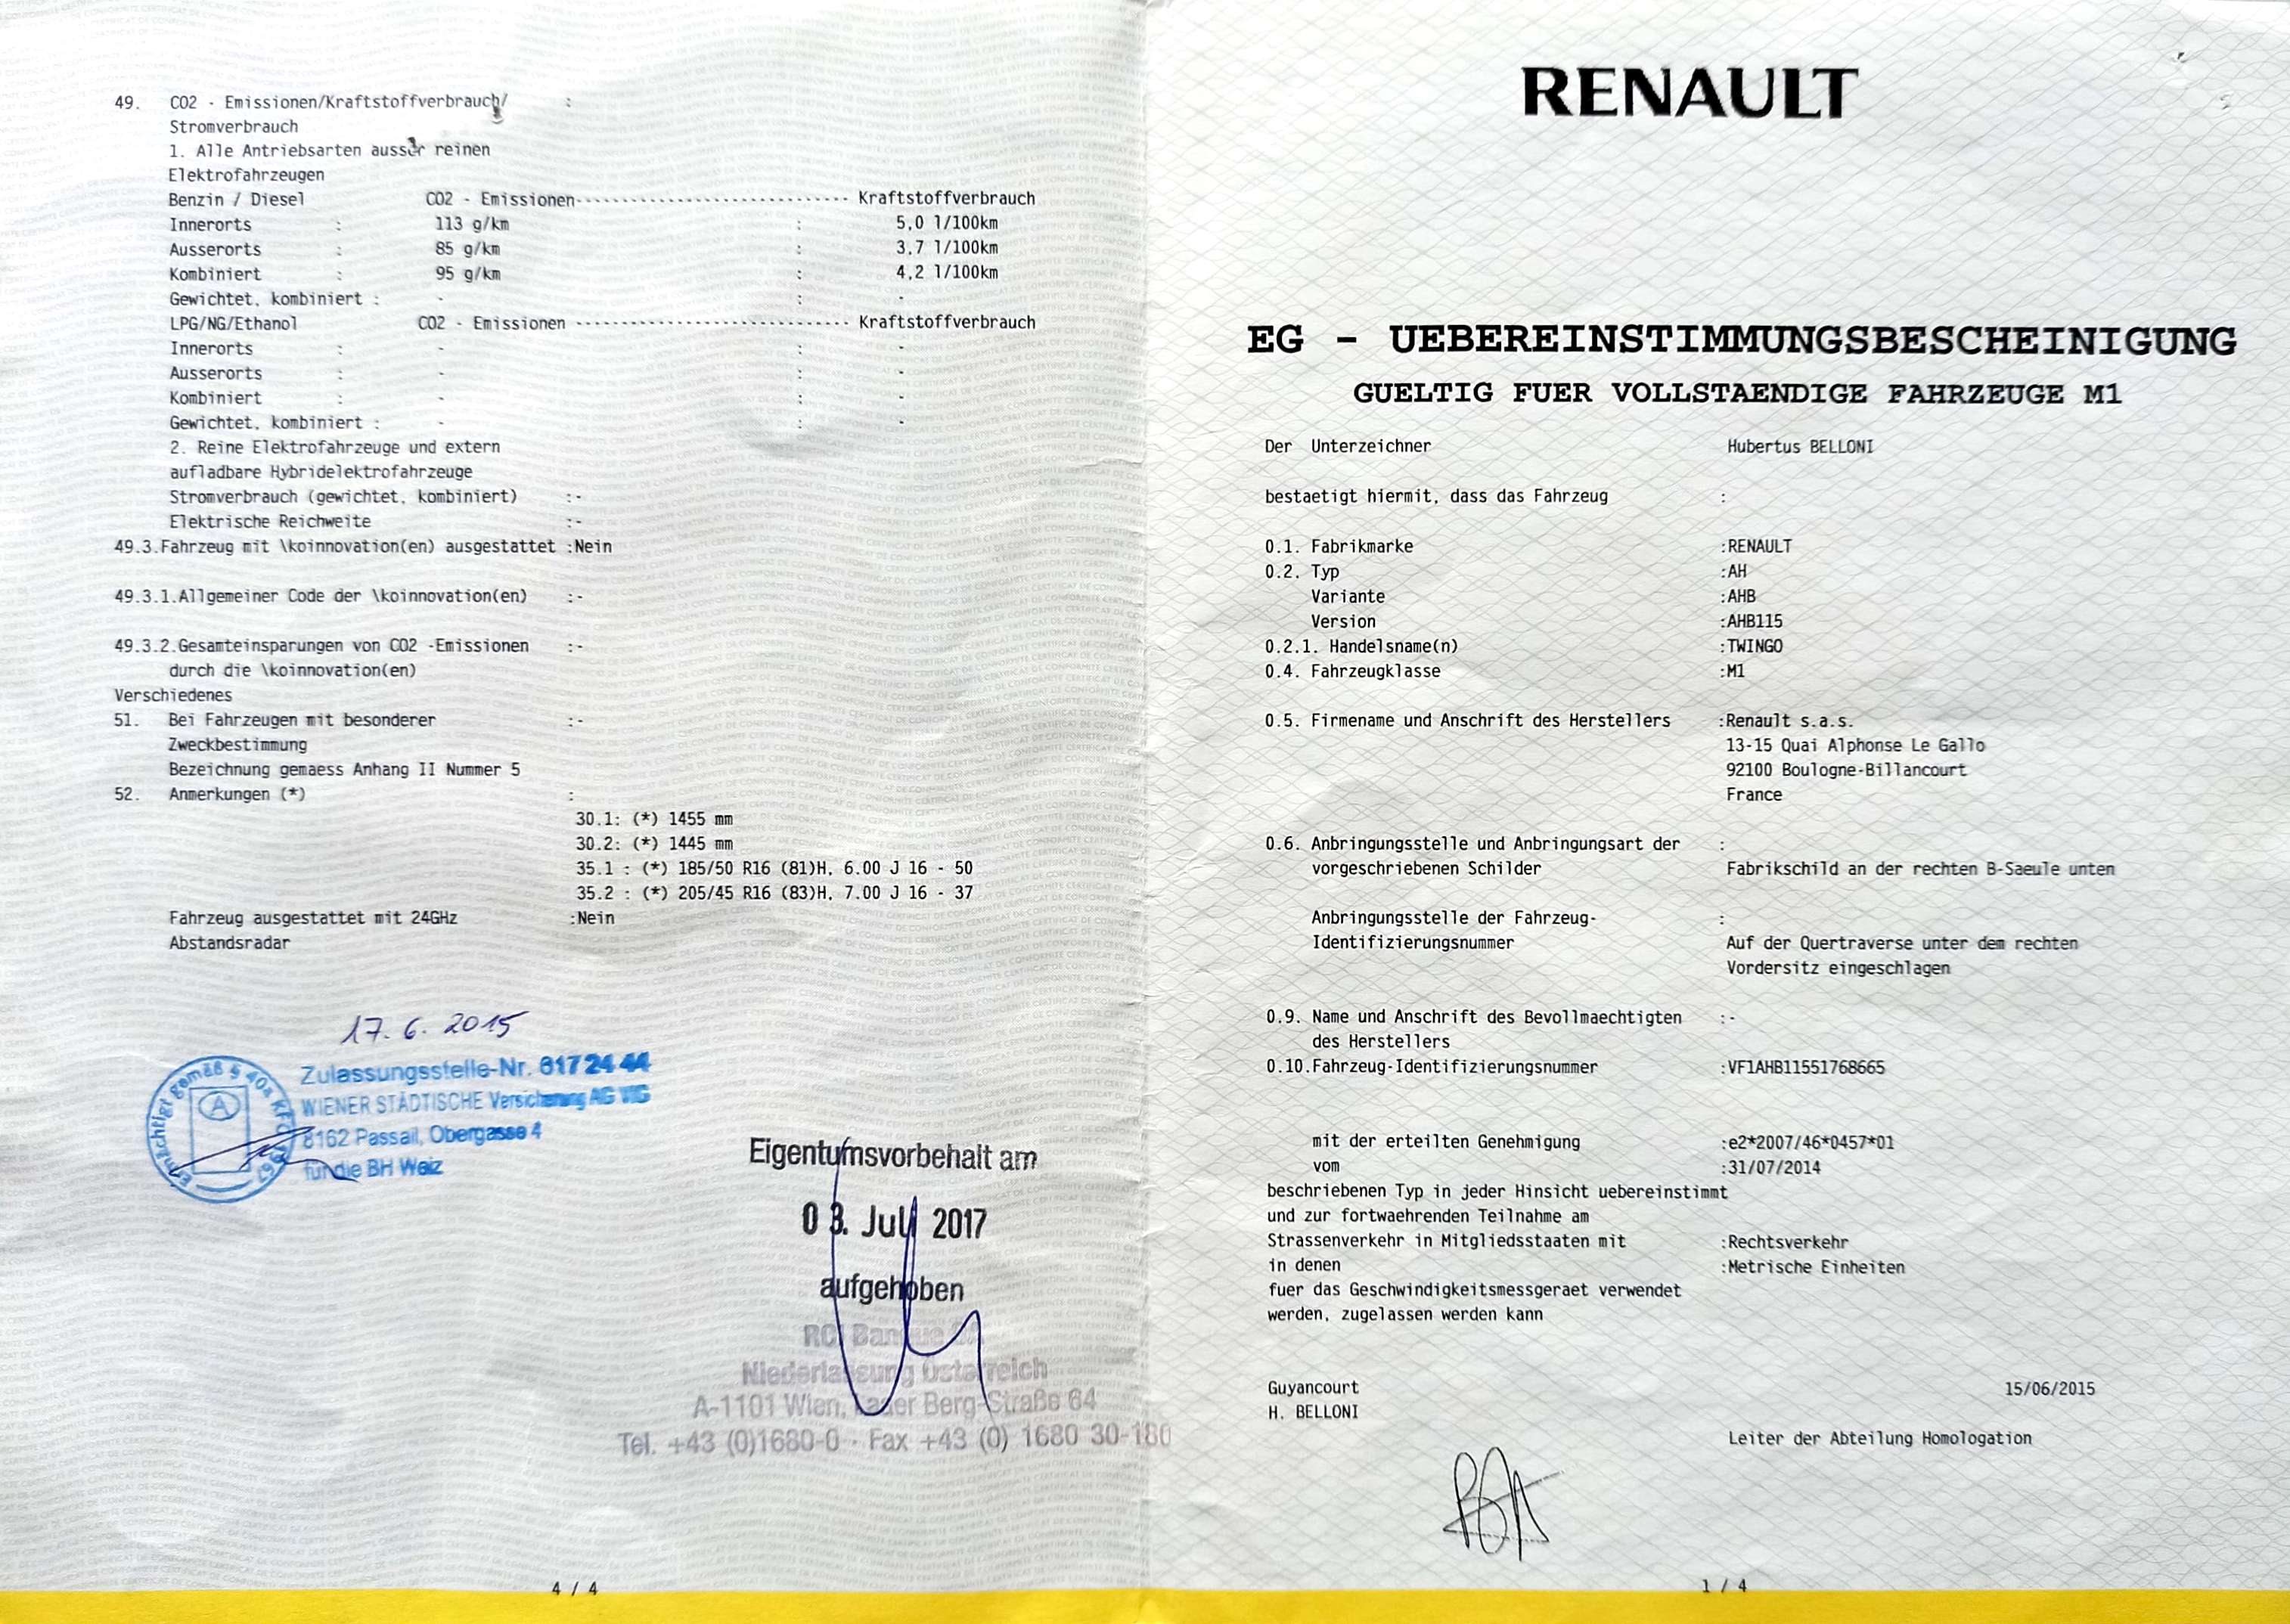 49. CO2 - Emissionen/Kraftstoffverbrauch/ :
Stromverbrauch
1. Alle Antriebsarten ausser reinen
Elektrofahrzeugen
Benzin / Diesel CO2 - Emissionen------------------------------ Kraftstoffverbrauch
Innerorts : 113 g/km : 5,0 l/100km
Ausserorts : 85 g/km : 3,7 l/100km
Kombiniert : 95 g/km : 4,2 l/100km
Gewichtet, kombiniert : - : -
LPG/NG/Ethanol CO2 - Emissionen ------------------------------ Kraftstoffverbrauch
Innerorts : - : -
Ausserorts : - : -
Kombiniert : - : -
Gewichtet, kombiniert : - : -
2. Reine Elektrofahrzeuge und extern
aufladbare Hybridelektrofahrzeuge
Stromverbrauch (gewichtet, kombiniert) :-
Elektrische Reichweite :-
49.3.Fahrzeug mit \koinnovation(en) ausgestattet :Nein
49.3.1.Allgemeiner Code der \koinnovation(en) :-
49.3.2.Gesamteinsparungen von CO2 -Emissionen :-
durch die \koinnovation(en)
Verschiedenes
51. Bei Fahrzeugen mit besonderer :-
Zweckbestimmung
Bezeichnung gemaess Anhang II Nummer 5
52. Anmerkungen (*) :
30.1: (*) 1455 mm
30.2: (*) 1445 mm
35.1 : (*) 185/50 R16 (81)H, 6.00 J 16 - 50
35.2 : (*) 205/45 R16 (83)H, 7.00 J 16 - 37
Fahrzeug ausgestattet mit 24GHz :Nein
Abstandsradar
17. 6. 2015
Ermächtigt gemäß § 40a KFG 1967
A
Zulassungsstelle-Nr. 617 24 44
WIENER STÄDTISCHE Versicherung AG VIG
8162 Passail, Obergasse 4
für die BH Weiz
Eigentumsvorbehalt am
03. Juli 2017
aufgehoben
RCI Banque
Niederlassung Österreich
A-1101 Wien, Laaer Berg-Straße 64
Tel. +43 (0)1680-0 · Fax +43 (0) 1680 30-180
4 / 4
RENAULT
EG - UEBEREINSTIMMUNGSBESCHEINIGUNG
GUELTIG FUER VOLLSTAENDIGE FAHRZEUGE M1
Der Unterzeichner Hubertus BELLONI
bestaetigt hiermit, dass das Fahrzeug :
0.1. Fabrikmarke :RENAULT
0.2. Typ :AH
Variante :AHB
Version :AHB115
0.2.1. Handelsname(n) :TWINGO
0.4. Fahrzeugklasse :M1
0.5. Firmename und Anschrift des Herstellers :Renault s.a.s.
13-15 Quai Alphonse Le Gallo
92100 Boulogne-Billancourt
France
0.6. Anbringungsstelle und Anbringungsart der :
vorgeschriebenen Schilder Fabrikschild an der rechten B-Saeule unten
Anbringungsstelle der Fahrzeug- :
Identifizierungsnummer Auf der Quertraverse unter dem rechten
Vordersitz eingeschlagen
0.9. Name und Anschrift des Bevollmaechtigten :-
des Herstellers
0.10.Fahrzeug-Identifizierungsnummer :VF1AHB11551768665
mit der erteilten Genehmigung :e2*2007/46*0457*01
vom :31/07/2014
beschriebenen Typ in jeder Hinsicht uebereinstimmt
und zur fortwaehrenden Teilnahme am
Strassenverkehr in Mitgliedsstaaten mit :Rechtsverkehr
in denen :Metrische Einheiten
fuer das Geschwindigkeitsmessgeraet verwendet
werden, zugelassen werden kann
Guyancourt 15/06/2015
H. BELLONI
Leiter der Abteilung Homologation
1 / 4